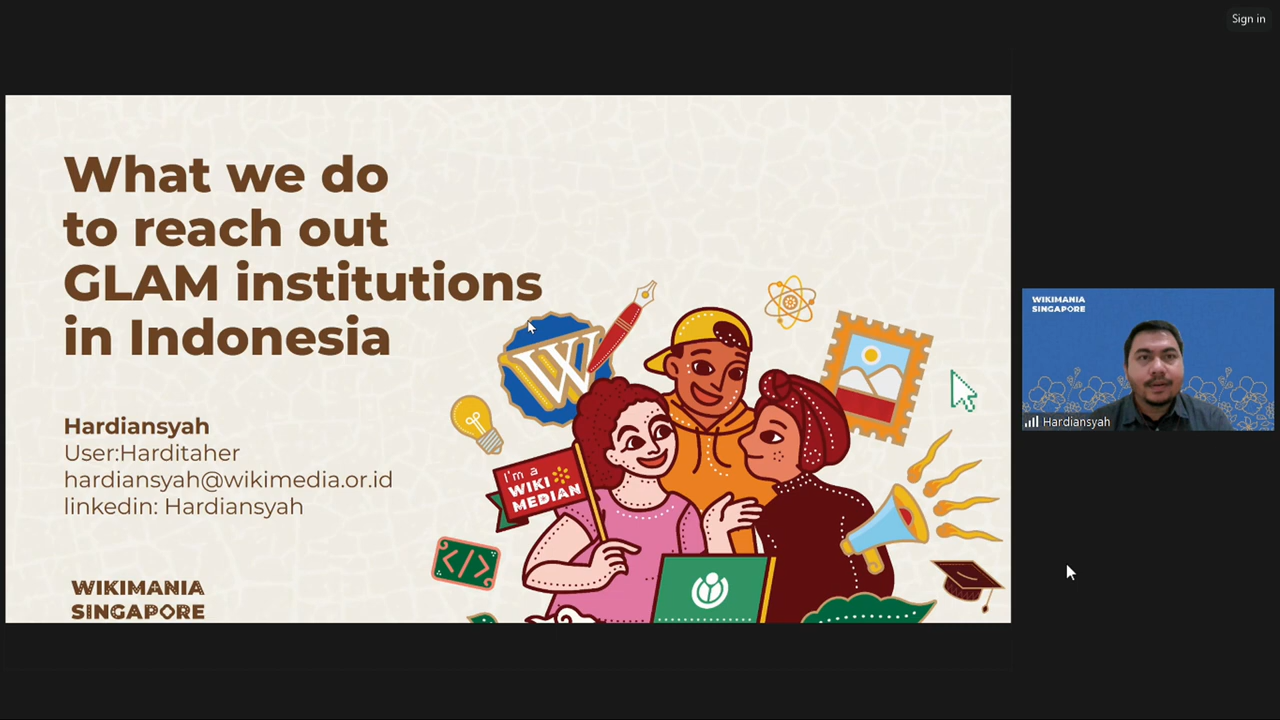 Sign in
What we do
to reach out
GLAM institutions
in Indonesia
Hardiansyah
User:Harditaher
hardiansyah@wikimedia.or.id
linkedin: Hardiansyah
WIKIMANIA
SINGAPORE
W
I'm a
WIKI
MEDIAN
</>
WIKIMANIA
SINGAPORE
Hardiansyah